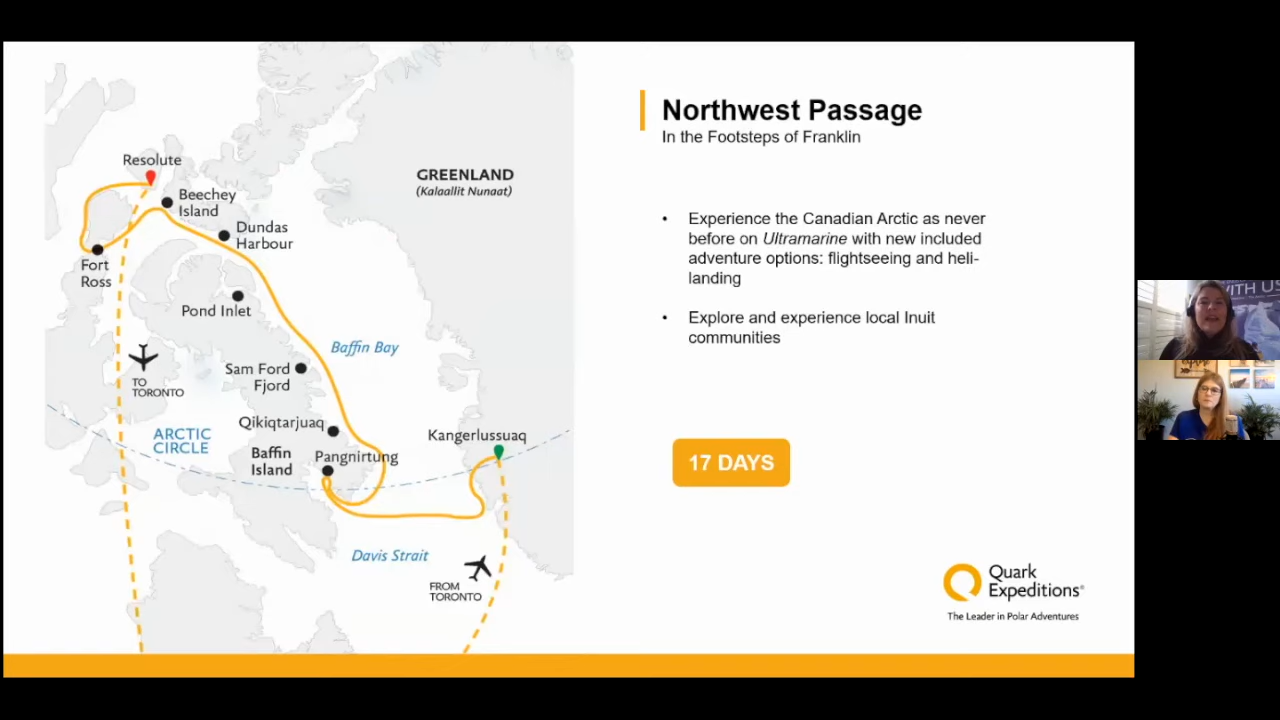 Northwest Passage
In the Footsteps of Franklin
• Experience the Canadian Arctic as never
before on Ultramarine with new included
adventure options: flightseeing and heli-
landing
• Explore and experience local Inuit
communities
17 DAYS
Quark
Expeditions®
The Leader in Polar Adventures
Resolute
Beechey
Island
Dundas
Harbour
GREENLAND
(Kalaallit Nunaat)
Fort
Ross
Pond Inlet
Baffin Bay
Sam Ford
Fjord
TO
TORONTO
ARCTIC
CIRCLE
Qikiqtarjuaq
Baffin
Island
Pangnirtung
Kangerlussuaq
Davis Strait
FROM
TORONTO
WITH US